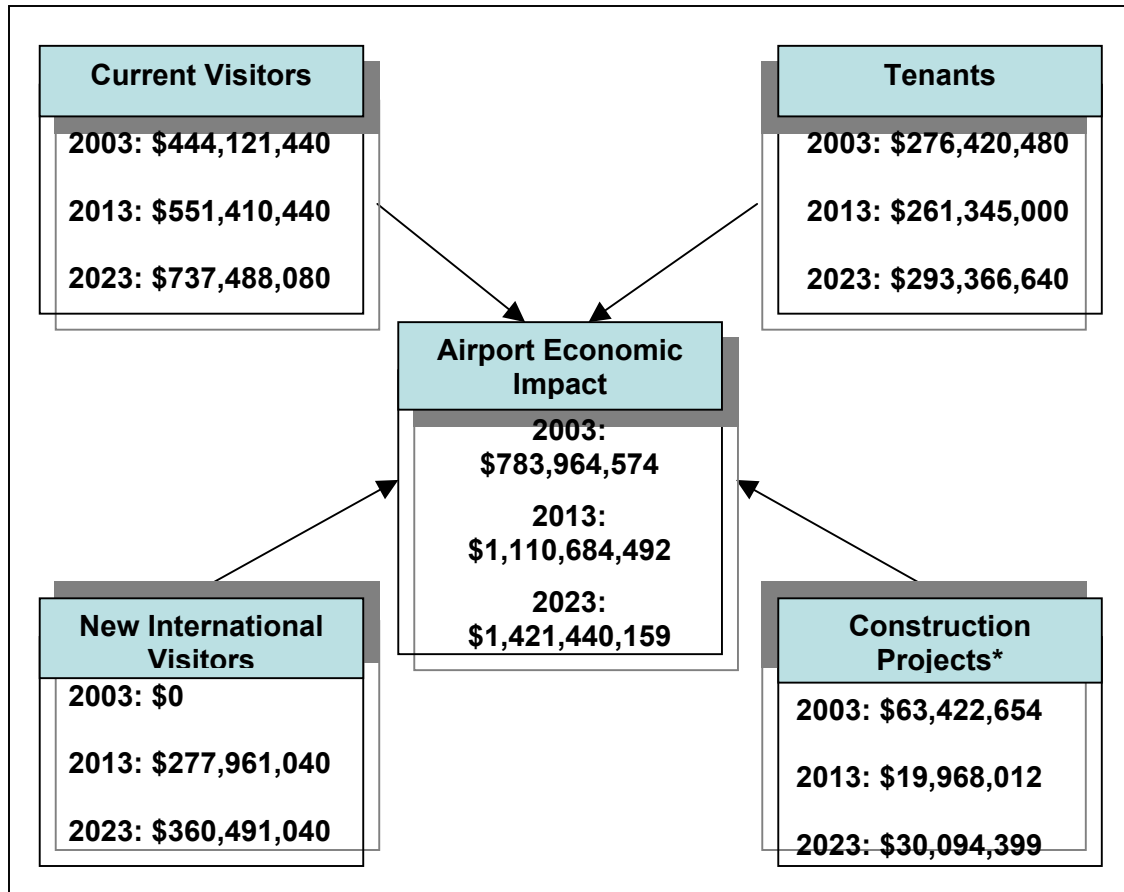 Current Visitors
2003: $444,121,440
2013: $551,410,440
2023: $737,488,080
Tenants
2003: $276,420,480
2013: $261,345,000
2023: $293,366,640
Airport Economic
Impact
2003:
$783,964,574
2013:
$1,110,684,492
2023:
$1,421,440,159
New International
Visitors
2003: $0
2013: $277,961,040
2023: $360,491,040
Construction
Projects*
2003: $63,422,654
2013: $19,968,012
2023: $30,094,399